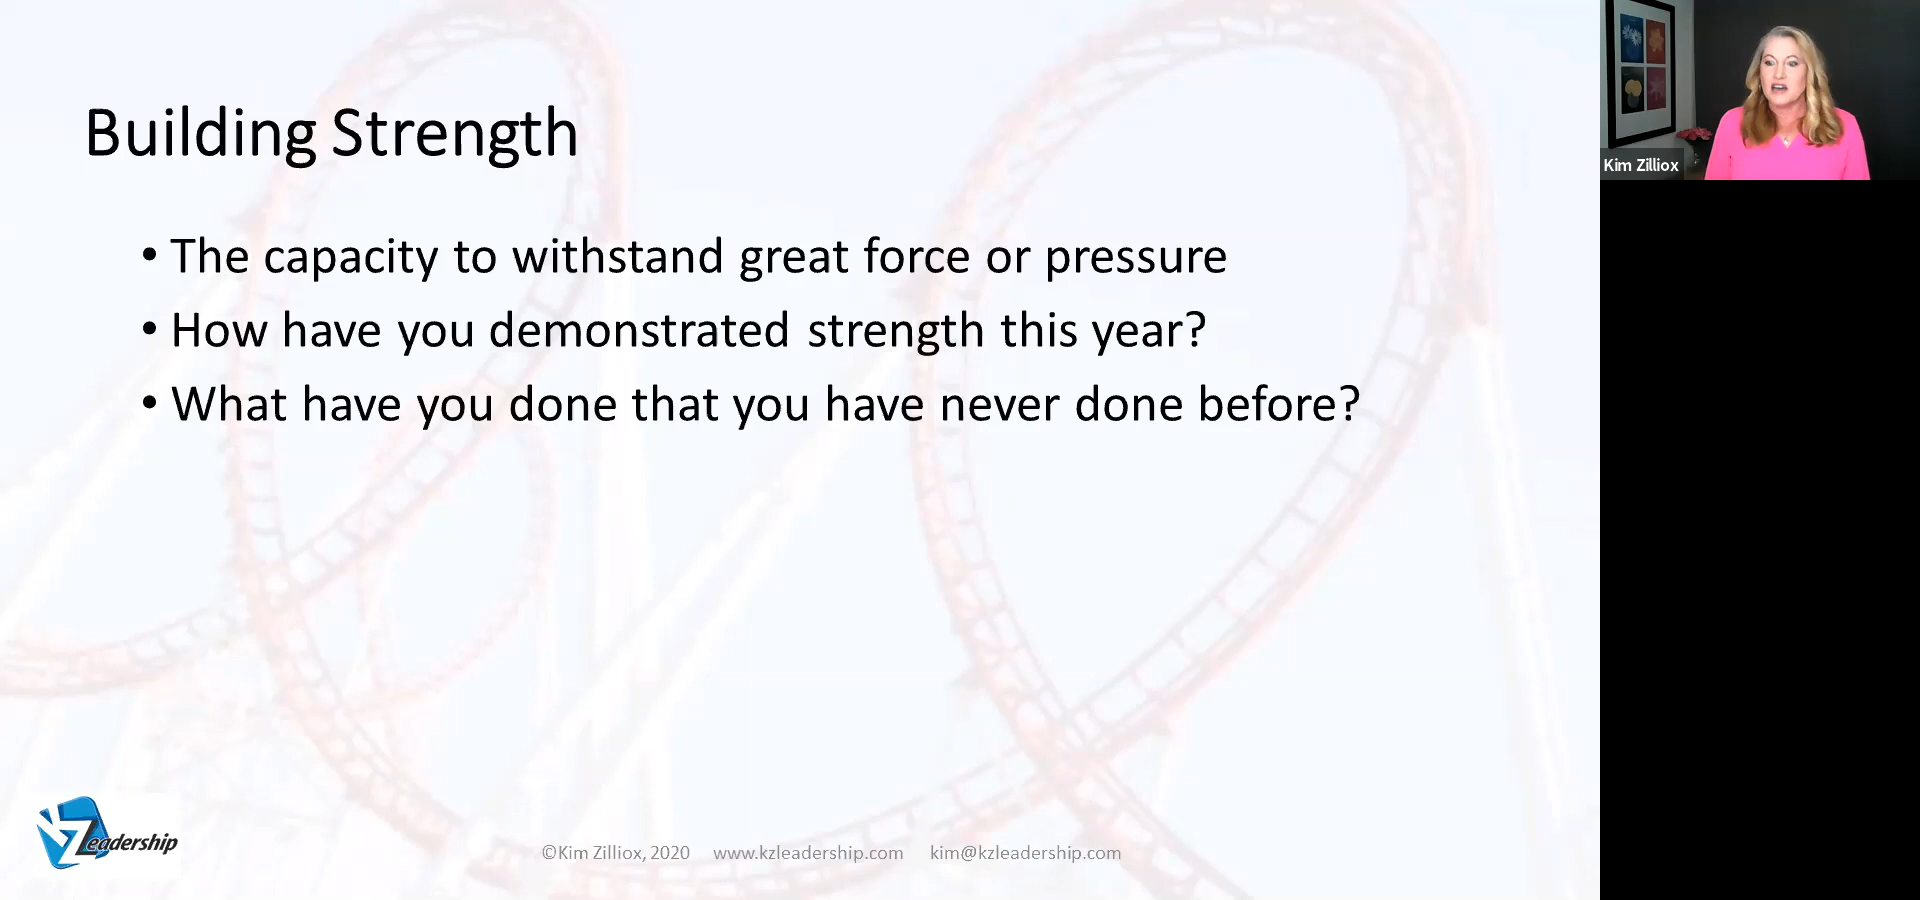 Building Strength
• The capacity to withstand great force or pressure
• How have you demonstrated strength this year?
• What have you done that you have never done before?
KZLeadership
©Kim Zilliox, 2020 www.kzleadership.com kim@kzleadership.com
Kim Zilliox